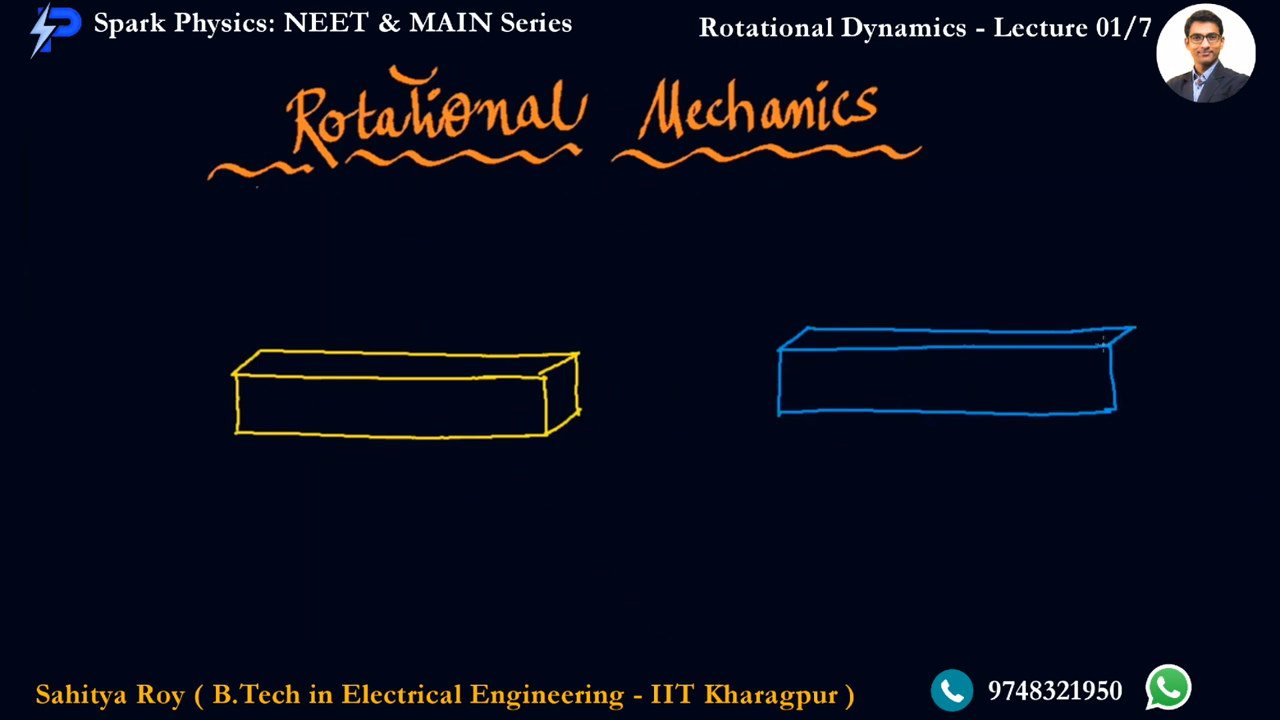 Spark Physics: NEET & MAIN Series
Rotational Dynamics - Lecture 01/7
Rotational Mechanics
Sahitya Roy ( B.Tech in Electrical Engineering - IIT Kharagpur )
9748321950